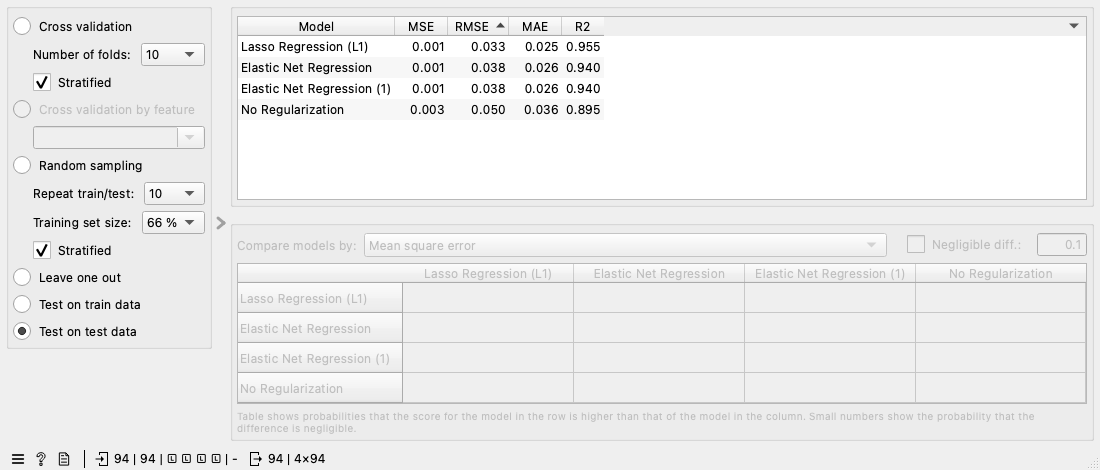 Cross validation
Number of folds: 10
Stratified
Cross validation by feature
Random sampling
Repeat train/test: 10
Training set size: 66 %
Stratified
Leave one out
Test on train data
Test on test data
Model MSE RMSE MAE R2
Lasso Regression (L1) 0.001 0.033 0.025 0.955
Elastic Net Regression 0.001 0.038 0.026 0.940
Elastic Net Regression (1) 0.001 0.038 0.026 0.940
No Regularization 0.003 0.050 0.036 0.895
Compare models by: Mean square error Negligible diff.: 0.1
Lasso Regression (L1) Elastic Net Regression Elastic Net Regression (1) No Regularization
Lasso Regression (L1)
Elastic Net Regression
Elastic Net Regression (1)
No Regularization
Table shows probabilities that the score for the model in the row is higher than that of the model in the column. Small numbers show the probability that the
difference is negligible.
? 94 | 94 | L L L L | - 94 | 4×94